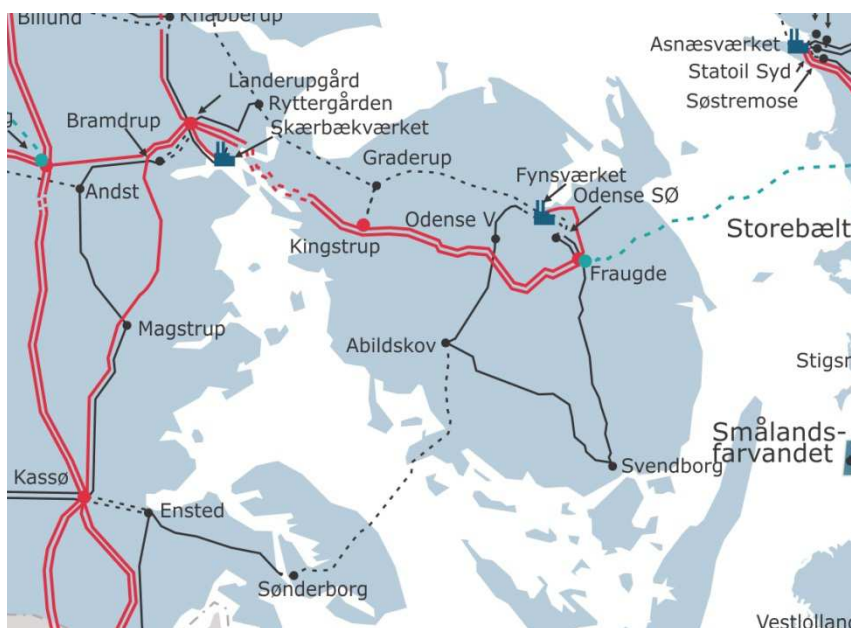 Billund
Knabberup
Asnæsværket
Statoil Syd
Søstremose
Landerupgård
Ryttergården
Skærbækværket
Bramdrup
g
Andst
Graderup
Fynsværket
Odense SØ
Odense V
Kingstrup
Storebælt
Fraugde
Magstrup
Abildskov
Stigsn
Smålands-
farvandet
Svendborg
Kassø
Ensted
Sønderborg
Vestlolland